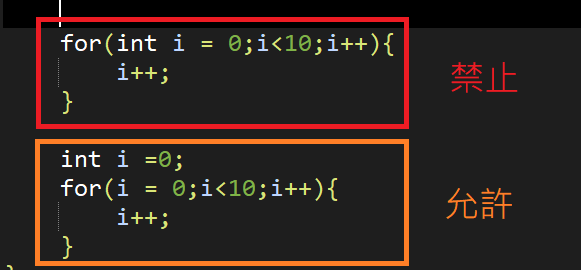 for(int i = 0;i<10;i++){
i++;
}
禁止
int i =0;
for(i = 0;i<10;i++){
i++;
}
允許
}